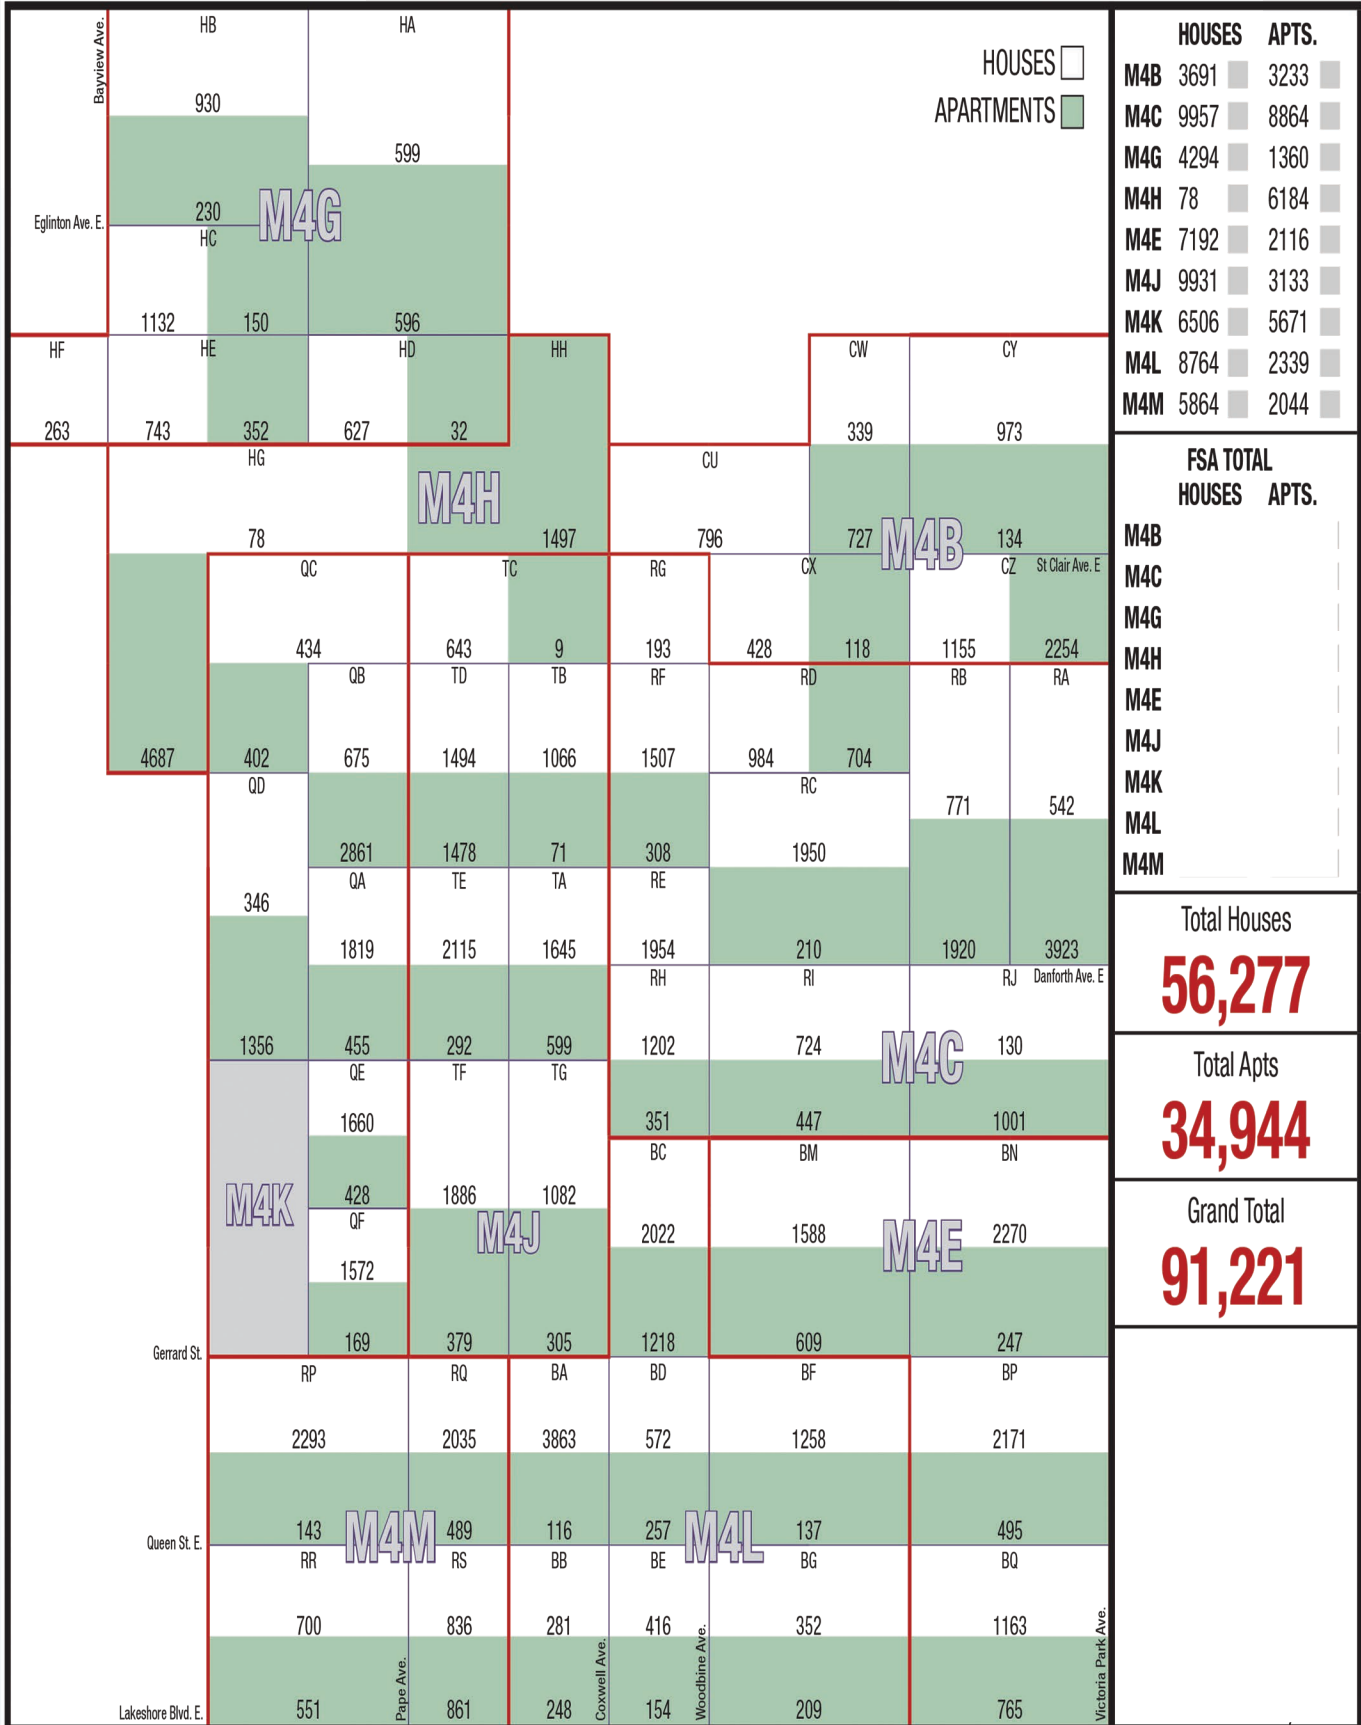 Bayview Ave.
HB HA
HOUSES
APARTMENTS
930
599
Eglinton Ave. E.
230
M4G
HC
1132 150 596
HF HE HD HH CW CY
263 743 352 627 32 339 973
HG CU
M4H
78 1497 796 727 M4B 134
QC TC RG CX CZ St Clair Ave. E
434 643 9 193 428 118 1155 2254
QB TD TB RF RD RB RA
4687 402 675 1494 1066 1507 984 704
QD RC
771 542
2861 1478 71 308 1950
QA TE TA RE
346
1819 2115 1645 1954 210 1920 3923
RH RI RJ Danforth Ave. E
1356 455 292 599 1202 724 M4C 130
QE TF TG
1660 351 447 1001
BC BM BN
M4K 428 1886 1082
QF M4J 2022 1588 M4E 2270
1572
Gerrard St. 169 379 305 1218 609 247
RP RQ BA BD BF BP
2293 2035 3863 572 1258 2171
143 M4M 489 116 257 M4L 137 495
Queen St. E.
RR RS BB BE BG BQ
700 836 281 416 352 1163
Pape Ave. Coxwell Ave. Woodbine Ave. Victoria Park Ave.
Lakeshore Blvd. E. 551 861 248 154 209 765
HOUSES APTS.
M4B 3691 3233
M4C 9957 8864
M4G 4294 1360
M4H 78 6184
M4E 7192 2116
M4J 9931 3133
M4K 6506 5671
M4L 8764 2339
M4M 5864 2044
FSA TOTAL
HOUSES APTS.
M4B
M4C
M4G
M4H
M4E
M4J
M4K
M4L
M4M
Total Houses
56,277
Total Apts
34,944
Grand Total
91,221